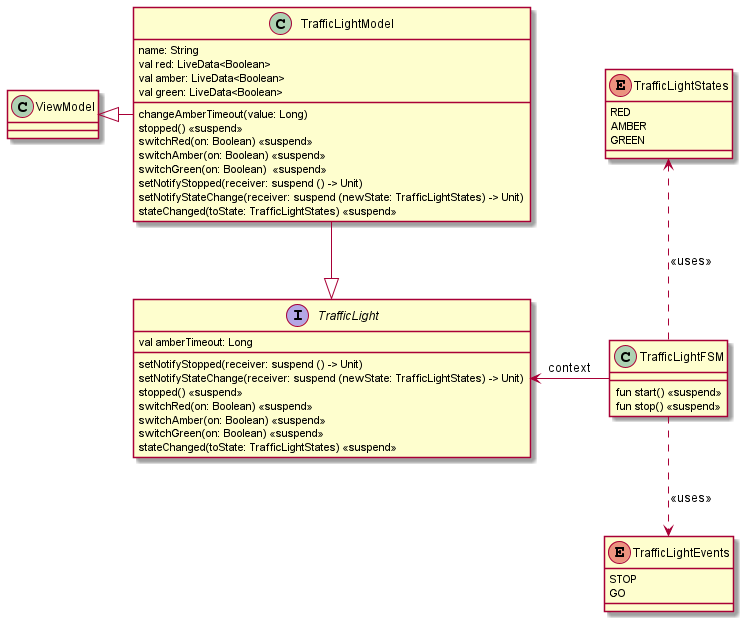 C TrafficLightModel
name: String
val red: LiveData<Boolean>
val amber: LiveData<Boolean>
val green: LiveData<Boolean>
changeAmberTimeout(value: Long)
stopped() «suspend»
switchRed(on: Boolean) «suspend»
switchAmber(on: Boolean) «suspend»
switchGreen(on: Boolean) «suspend»
setNotifyStopped(receiver: suspend () -> Unit)
setNotifyStateChange(receiver: suspend (newState: TrafficLightStates) -> Unit)
stateChanged(toState: TrafficLightStates) «suspend»
C ViewModel
E TrafficLightStates
RED
AMBER
GREEN
«uses»
I TrafficLight
val amberTimeout: Long
setNotifyStopped(receiver: suspend () -> Unit)
setNotifyStateChange(receiver: suspend (newState: TrafficLightStates) -> Unit)
stopped() «suspend»
switchRed(on: Boolean) «suspend»
switchAmber(on: Boolean) «suspend»
switchGreen(on: Boolean) «suspend»
stateChanged(toState: TrafficLightStates) «suspend»
context
C TrafficLightFSM
fun start() «suspend»
fun stop() «suspend»
«uses»
E TrafficLightEvents
STOP
GO